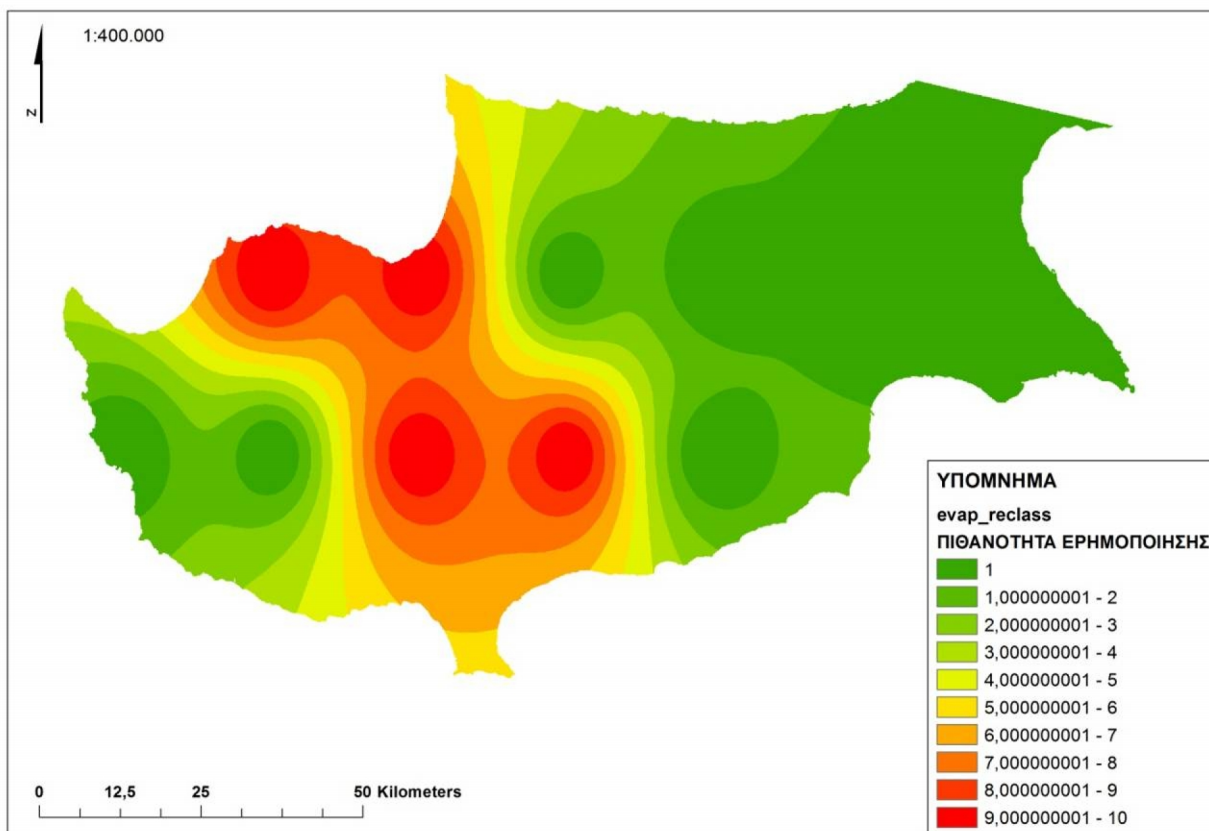 1:400.000
N
ΥΠΟΜΝΗΜΑ
evap_reclass
ΠΙΘΑΝΟΤΗΤΑ ΕΡΗΜΟΠΟΙΗΣΗΣ
1
1,000000001 - 2
2,000000001 - 3
3,000000001 - 4
4,000000001 - 5
5,000000001 - 6
6,000000001 - 7
7,000000001 - 8
8,000000001 - 9
9,000000001 - 10
0 12,5 25 50 Kilometers